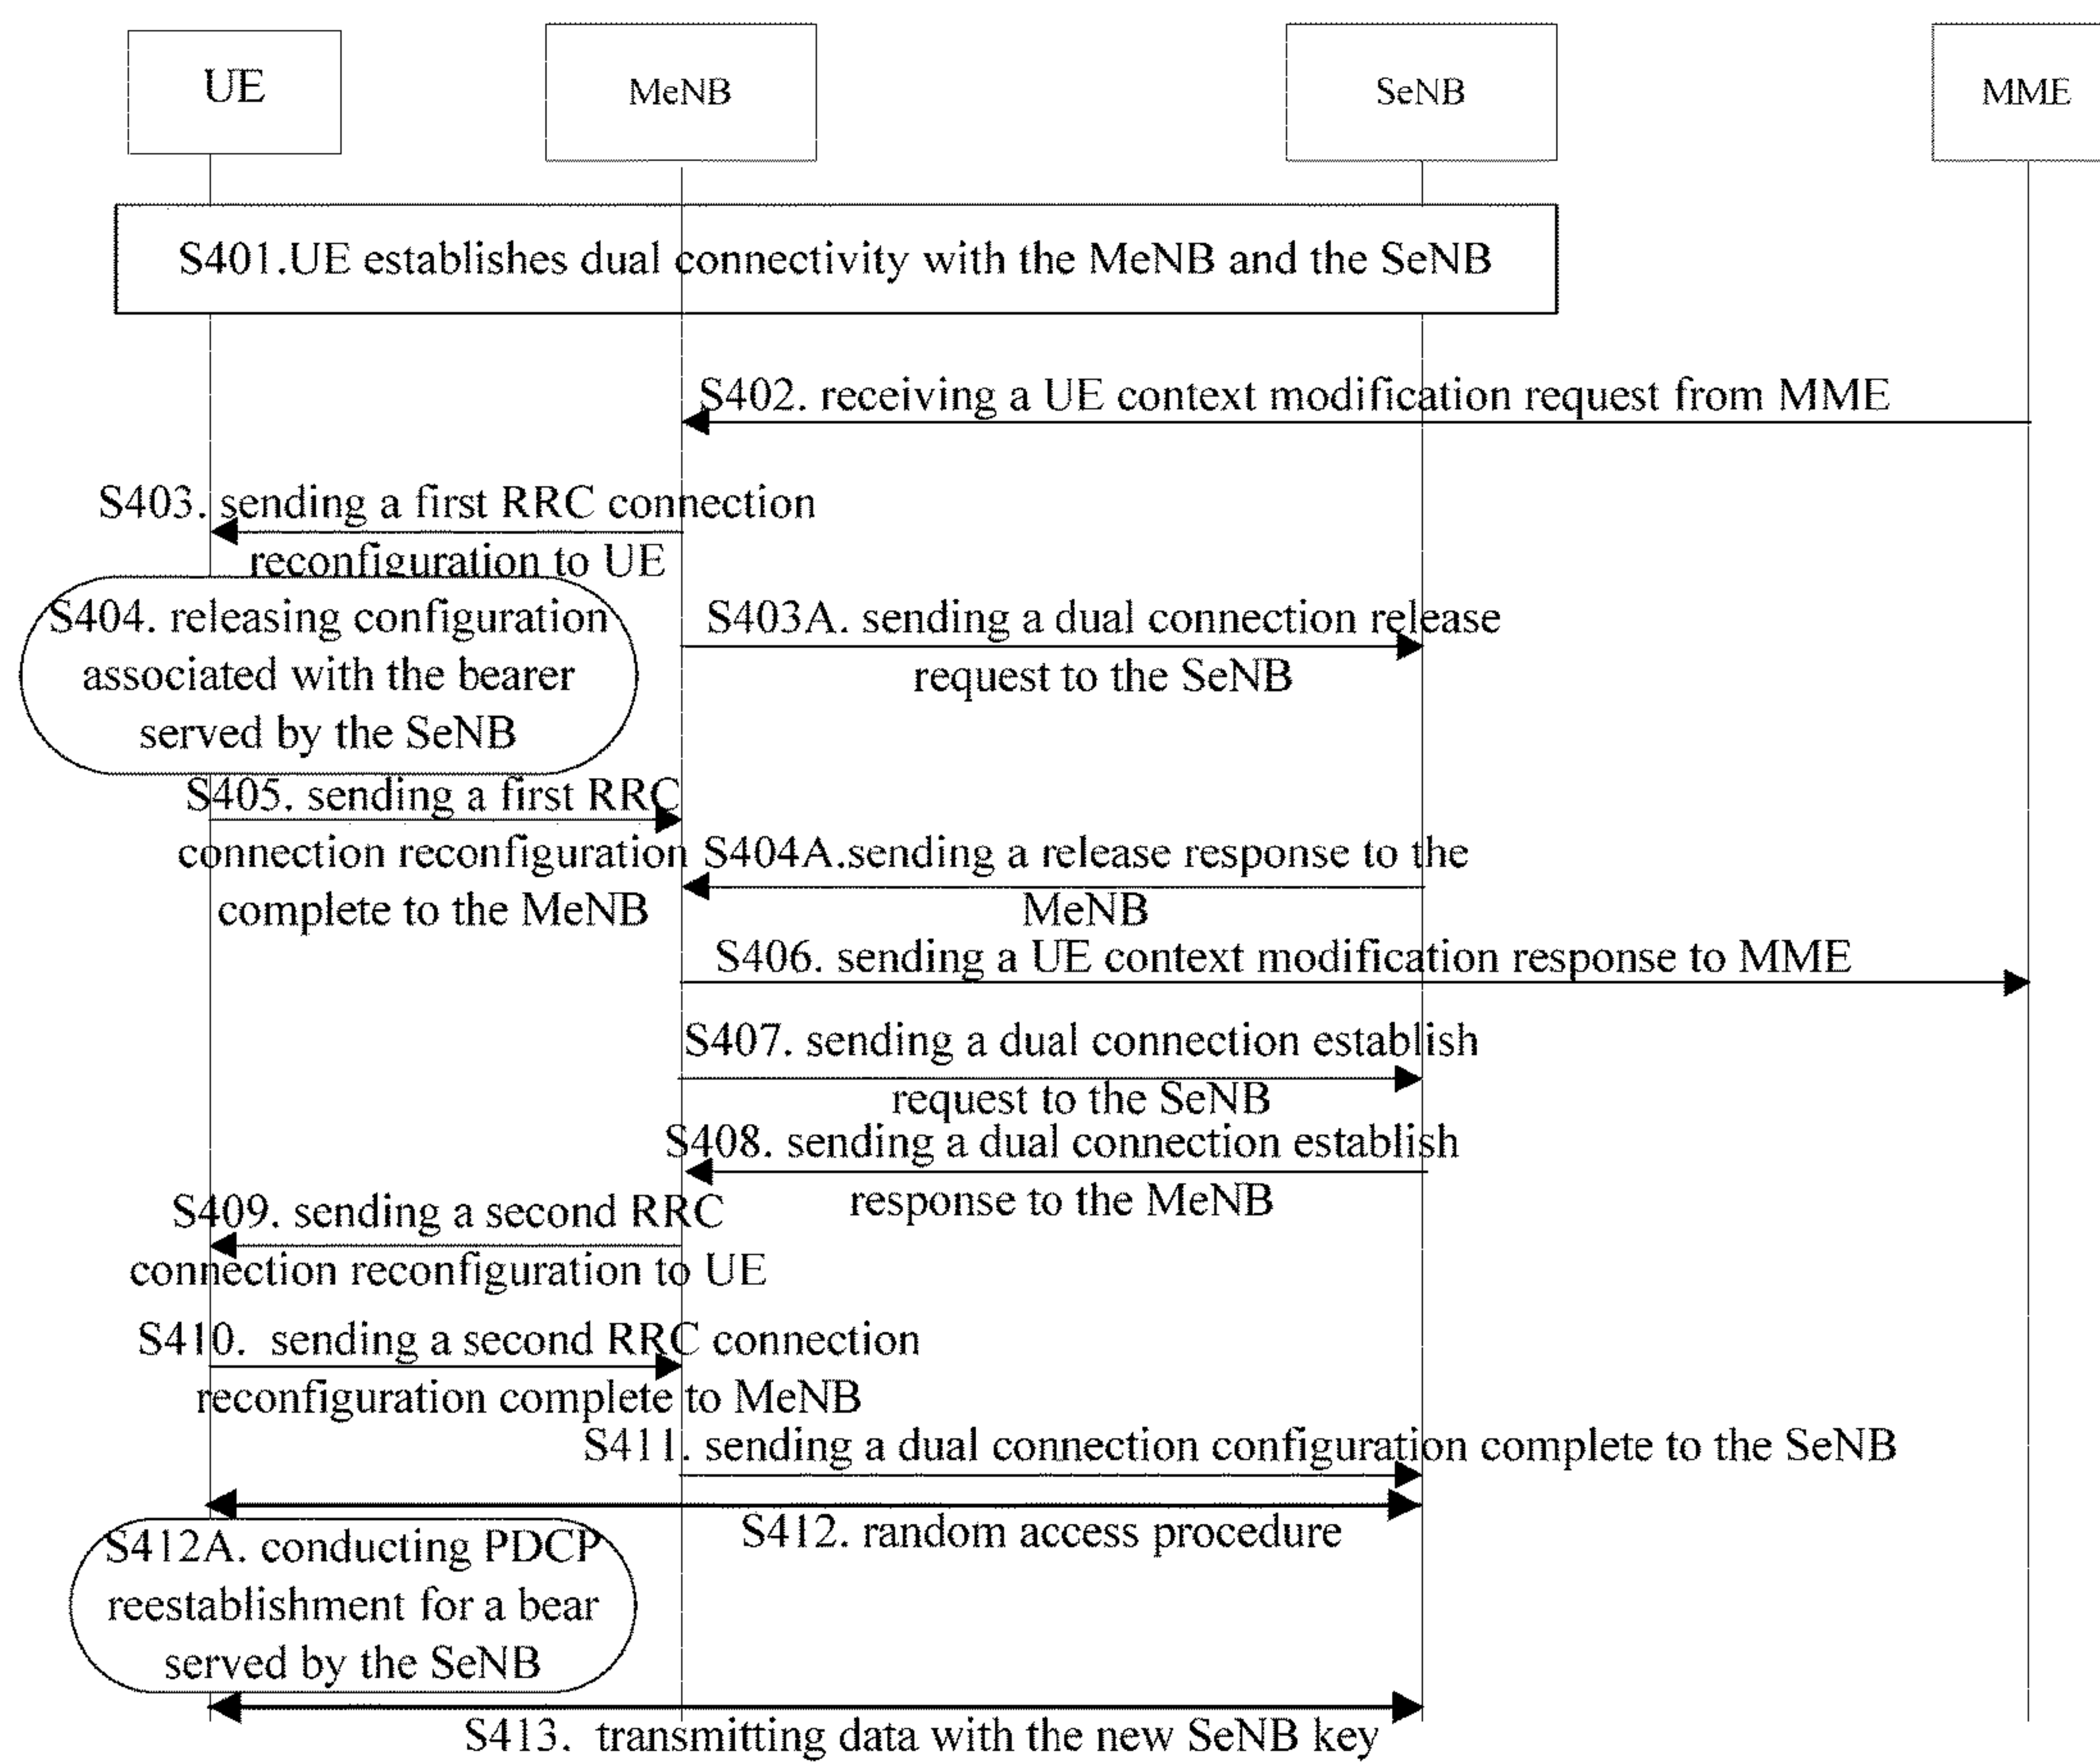 UE
MeNB
SeNB
MME
S401.UE establishes dual connectivity with the MeNB and the SeNB
S402. receiving a UE context modification request from MME
S403. sending a first RRC connection
reconfiguration to UE
S404. releasing configuration
associated with the bearer
served by the SeNB
S403A. sending a dual connection release
request to the SeNB
S405. sending a first RRC
connection reconfiguration
complete to the MeNB
S404A.sending a release response to the
MeNB
S406. sending a UE context modification response to MME
S407. sending a dual connection establish
request to the SeNB
S408. sending a dual connection establish
response to the MeNB
S409. sending a second RRC
connection reconfiguration to UE
S410. sending a second RRC connection
reconfiguration complete to MeNB
S411. sending a dual connection configuration complete to the SeNB
S412. random access procedure
S412A. conducting PDCP
reestablishment for a bear
served by the SeNB
S413. transmitting data with the new SeNB key